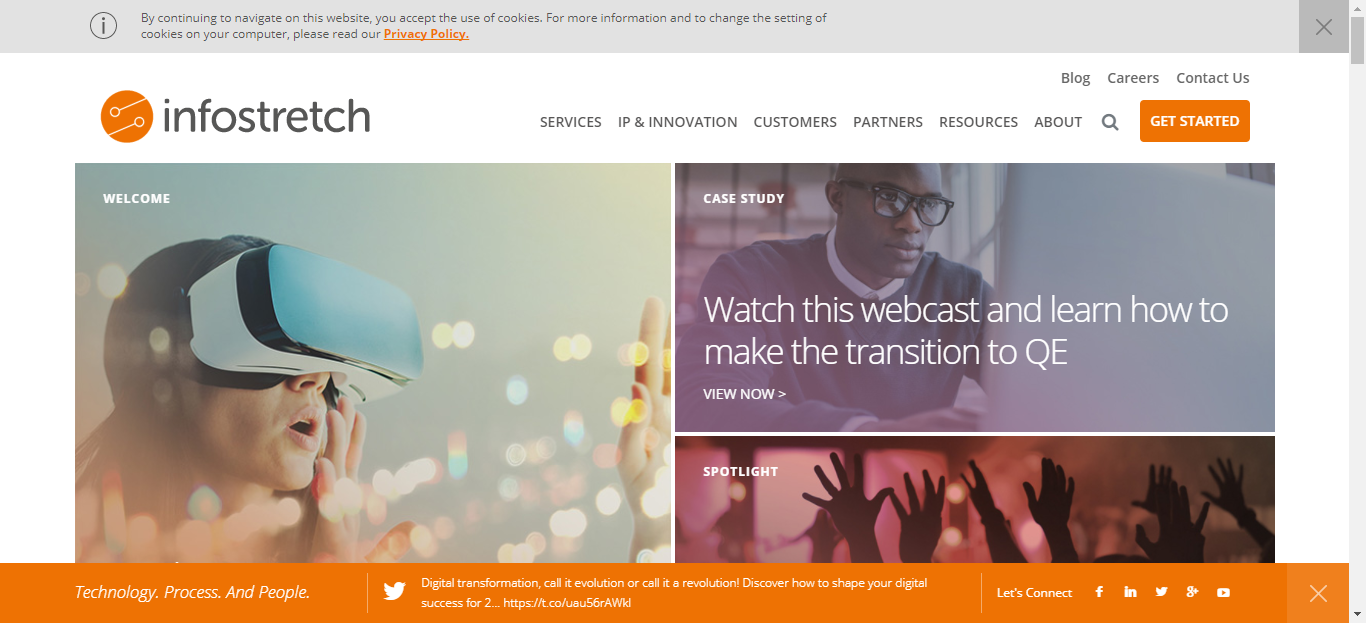 By continuing to navigate on this website, you accept the use of cookies. For more information and to change the setting of
cookies on your computer, please read our Privacy Policy.
Blog Careers Contact Us
infostretch
SERVICES IP & INNOVATION CUSTOMERS PARTNERS RESOURCES ABOUT GET STARTED
WELCOME
CASE STUDY
Watch this webcast and learn how to
make the transition to QE
VIEW NOW >
SPOTLIGHT
Technology. Process. And People.
Digital transformation, call it evolution or call it a revolution! Discover how to shape your digital
success for 2... https://t.co/uau56rAWkl
Let's Connect